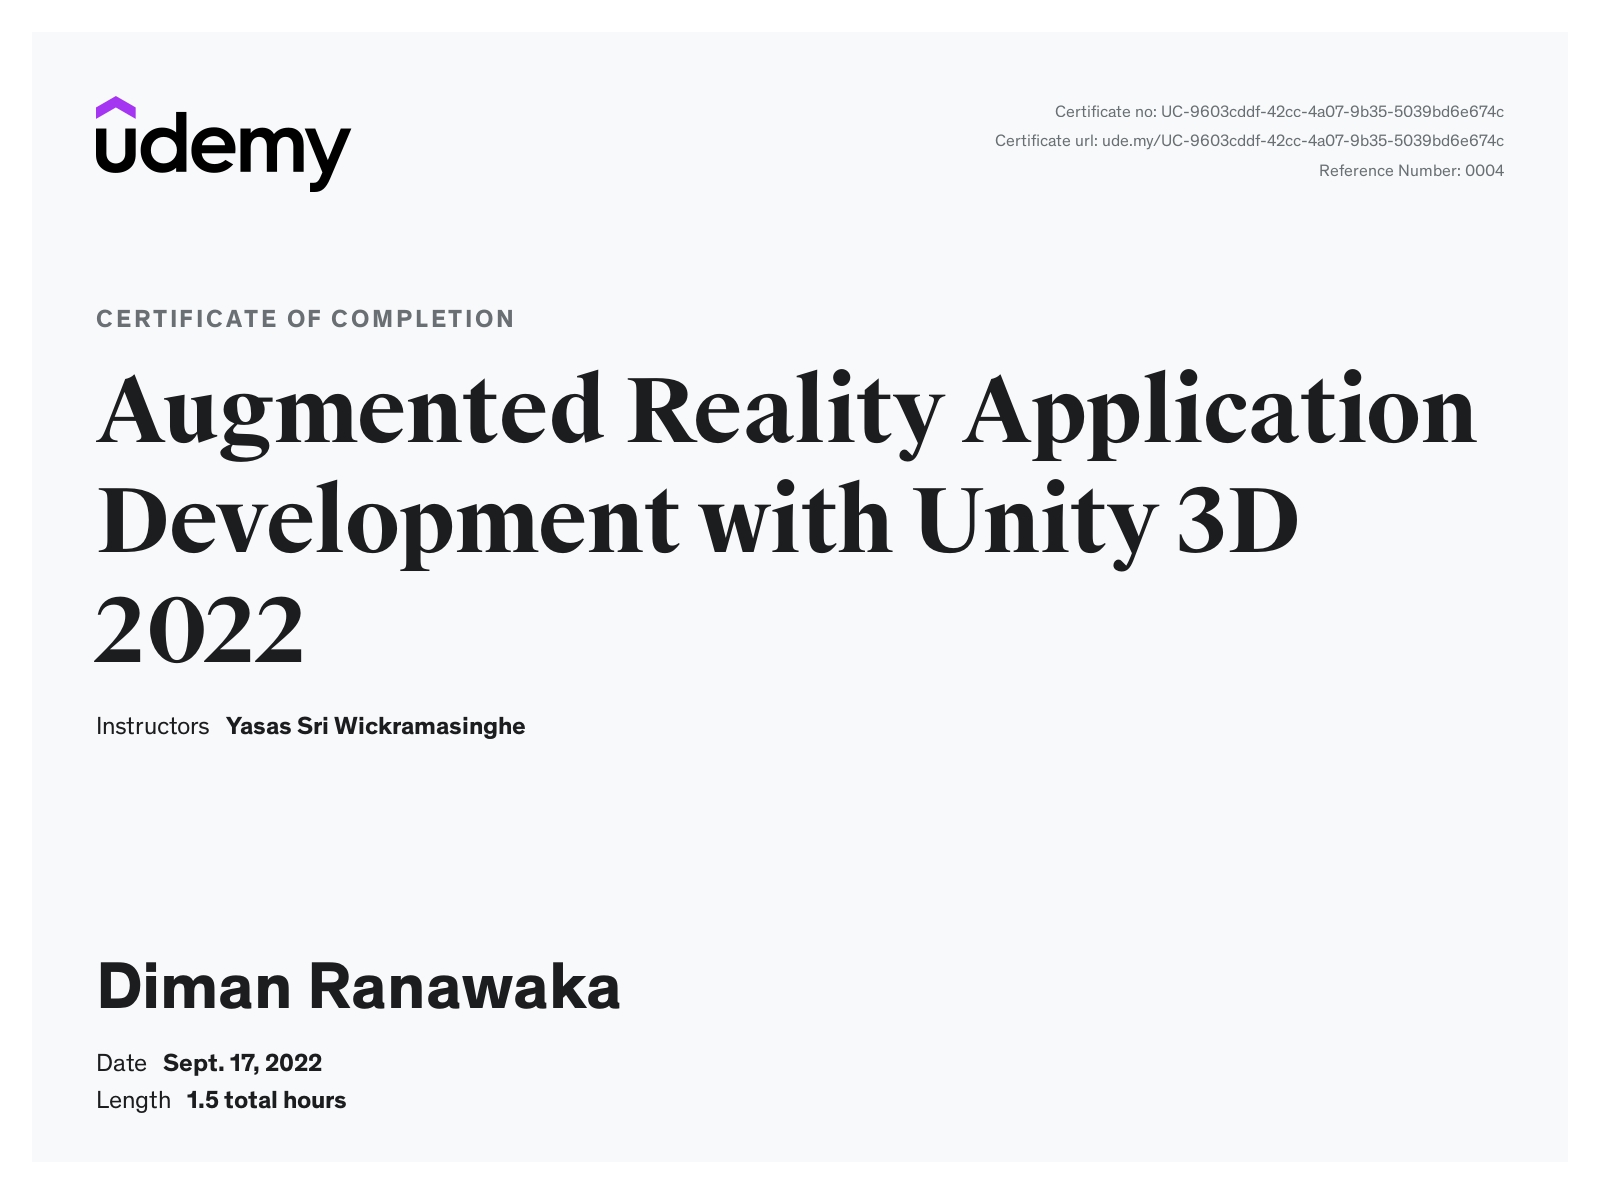 udemy
Certificate no: UC-9603cddf-42cc-4a07-9b35-5039bd6e674c
Certificate url: ude.my/UC-9603cddf-42cc-4a07-9b35-5039bd6e674c
Reference Number: 0004
CERTIFICATE OF COMPLETION
Augmented Reality Application
Development with Unity 3D
2022
Instructors Yasas Sri Wickramasinghe
Diman Ranawaka
Date Sept. 17, 2022
Length 1.5 total hours